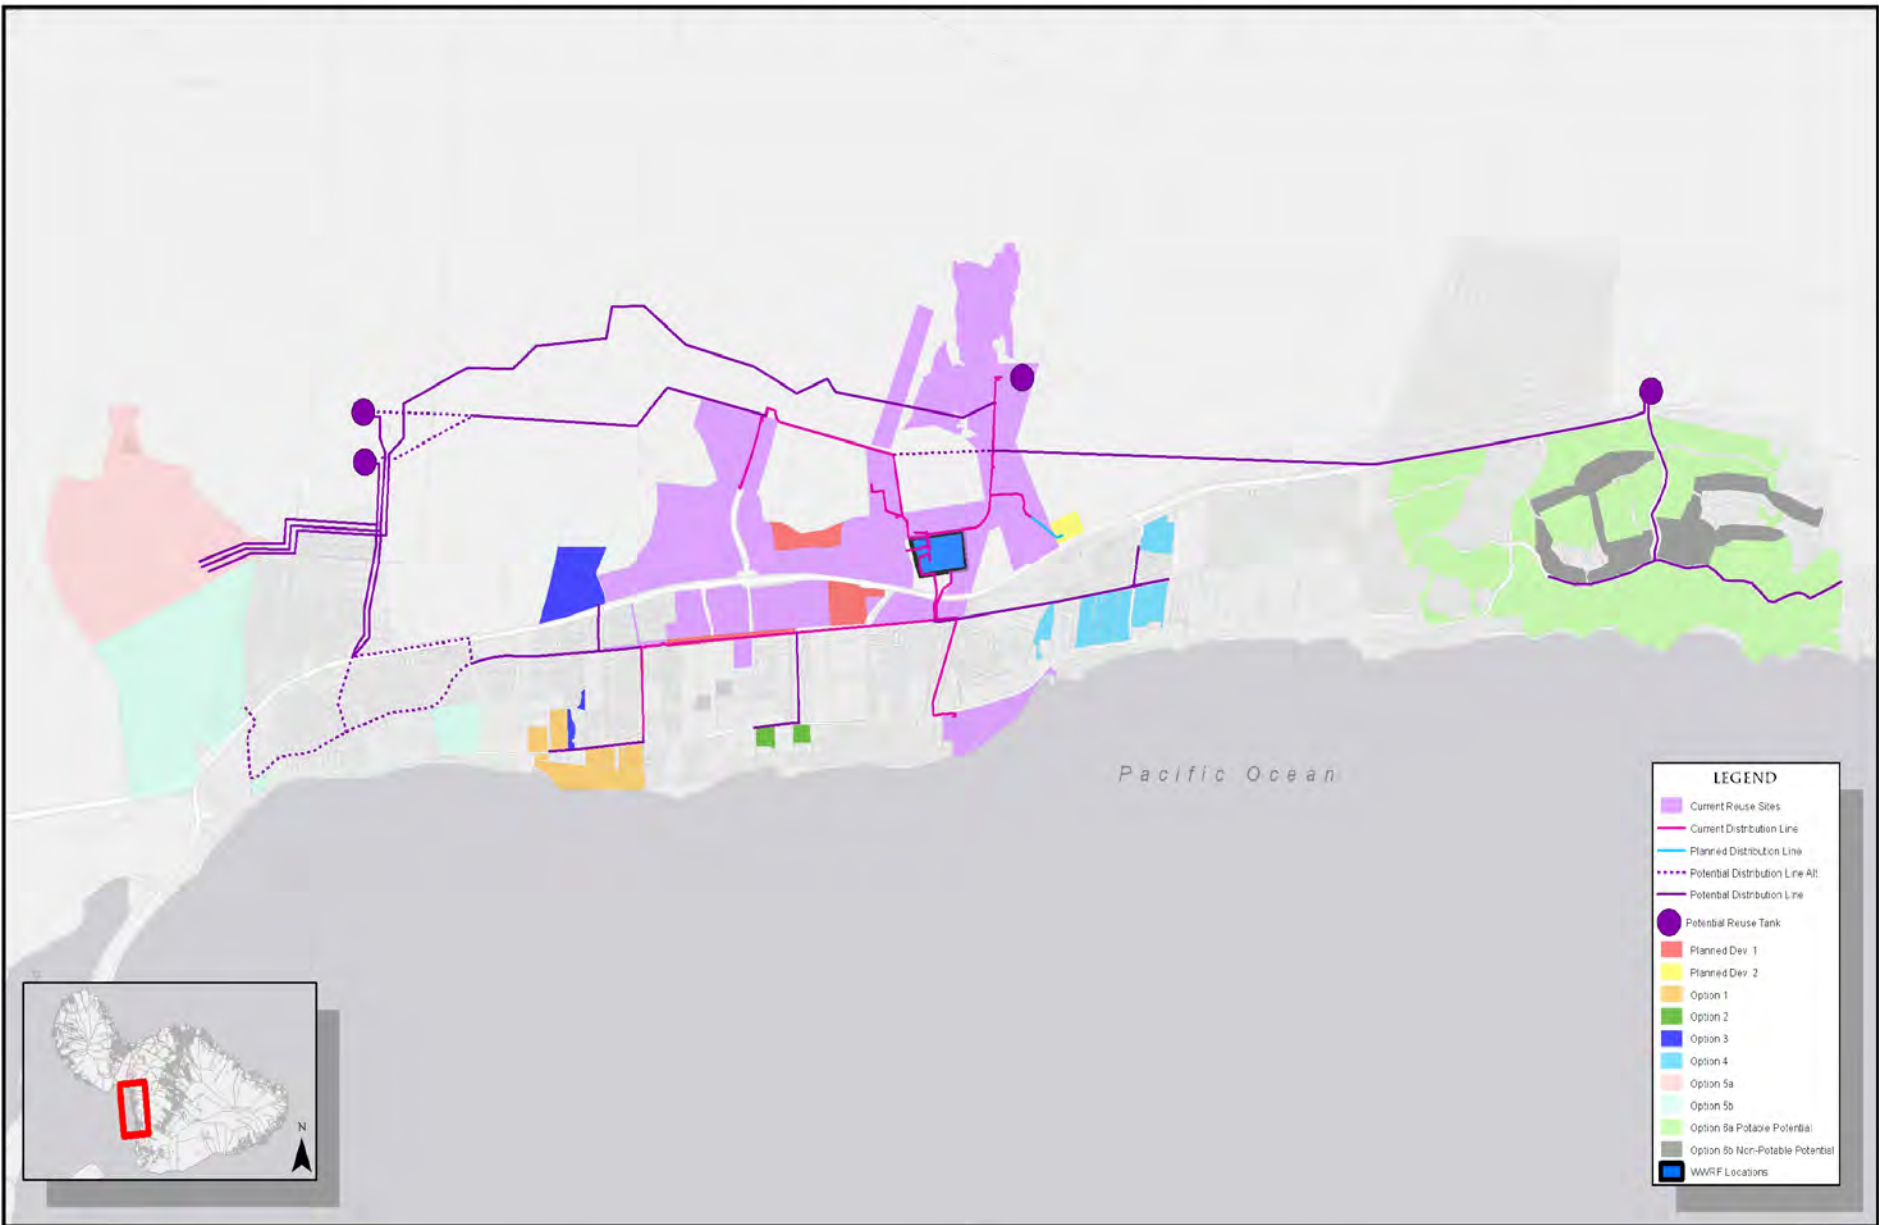 Pacific Ocean
LEGEND
Current Reuse Sites
Current Distribution Line
Planned Distribution Line
Potential Distribution Line Alt
Potential Distribution Line
Potential Reuse Tank
Planned Dev. 1
Planned Dev. 2
Option 1
Option 2
Option 3
Option 4
Option 5a
Option 5b
Option 6a Potable Potential
Option 6b Non-Potable Potential
WWRF Locations
N